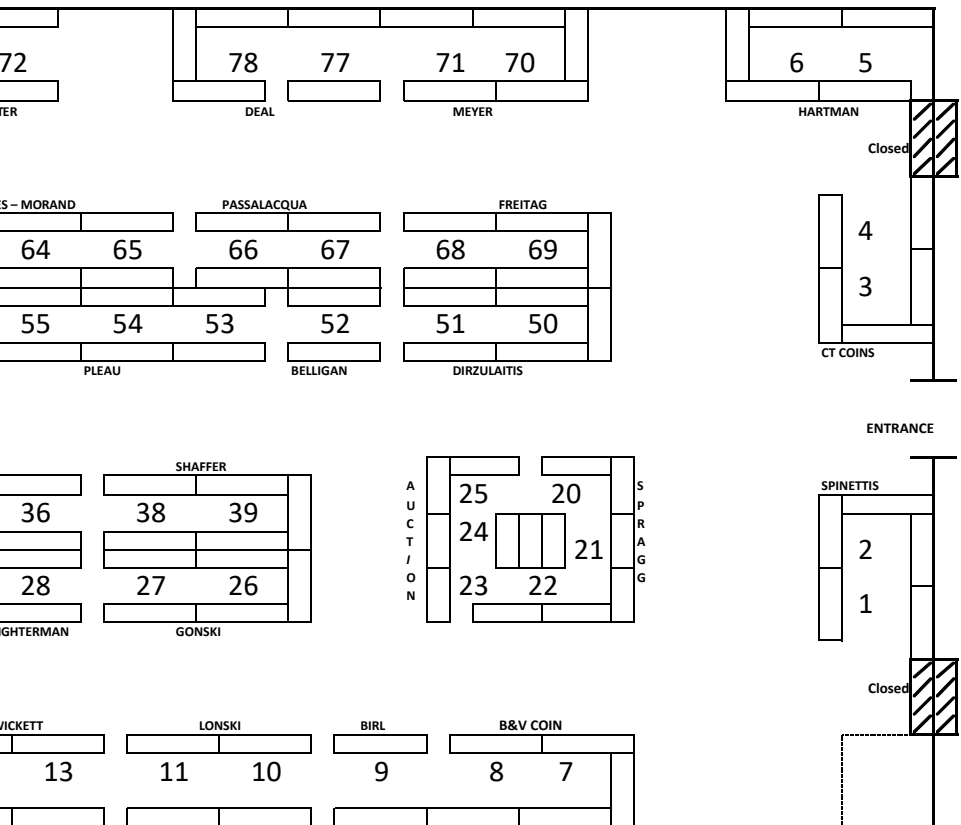 72 78 77 71 70 6 5
DEAL MEYER HARTMAN
Closed
PASSALACQUA FREITAG
– MORAND
64 65 66 67 68 69
4
3
55 54 53 52 51 50
PLEAU BELLIGAN DIRZULAITIS
CT COINS
ENTRANCE
SHAFFER
SPINETTIS
AUCTION
SPRAGG
36 38 39
25 20
24
21
28 27 26
23 22
GONSKI
2
1
Closed
LONSKI BIRL B&V COIN
13 11 10 9 8 7